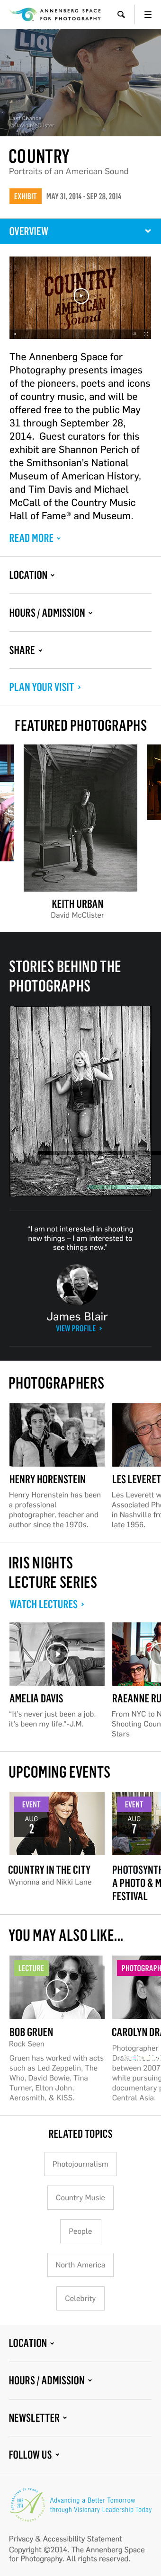 ANNENBERG SPACE
FOR PHOTOGRAPHY
COUNTRY
Portraits of an American Sound
EXHIBIT MAY 31, 2014 - SEP 28, 2014
OVERVIEW
COUNTRY
AMERICAN
Sound
The Annenberg Space for
Photography presents images
of the pioneers, poets and icons
of country music, and will be
offered free to the public May
31 through September 28,
2014. Guest curators for this
exhibit are Shannon Perich of
the Smithsonian's National
Museum of American History,
and Tim Davis and Michael
McCall of the Country Music
Hall of Fame® and Museum.
READ MORE
LOCATION
HOURS / ADMISSION
SHARE
PLAN YOUR VISIT
FEATURED PHOTOGRAPHS
KEITH URBAN
David McClister
STORIES BEHIND THE
PHOTOGRAPHS
"I am not interested in shooting
new things – I am interested to
see things new."
James Blair
VIEW PROFILE
PHOTOGRAPHERS
HENRY HORENSTEIN
Henry Horenstein has been
a professional
photographer, teacher and
author since the 1970s.
LES LEVERET
Les Leverett w
Associated Pho
in Nashville fro
late 1956.
IRIS NIGHTS
LECTURE SERIES
WATCH LECTURES
AMELIA DAVIS
"It's never just been a job,
it's been my life."-J.M.
RAEANNE RU
From NYC to N
Shooting Coun
Stars
UPCOMING EVENTS
EVENT
AUG
2
COUNTRY IN THE CITY
Wynonna and Nikki Lane
EVENT
AUG
7
PHOTOSYNTH
A PHOTO & M
FESTIVAL
YOU MAY ALSO LIKE...
LECTURE
BOB GRUEN
Rock Seen
Gruen has worked with acts
such as Led Zeppelin, The
Who, David Bowie, Tina
Turner, Elton John,
Aerosmith, & KISS.
PHOTOGRAPH
CAROLYN DRA
Photographer
between 2007
while pursuing
documentary p
Central Asia.
RELATED TOPICS
Photojournalism
Country Music
People
North America
Celebrity
LOCATION
HOURS / ADMISSION
NEWSLETTER
FOLLOW US
Advancing a Better Tomorrow
through Visionary Leadership Today
Privacy & Accessibility Statement
Copyright ©2014. The Annenberg Space
for Photography. All rights reserved.